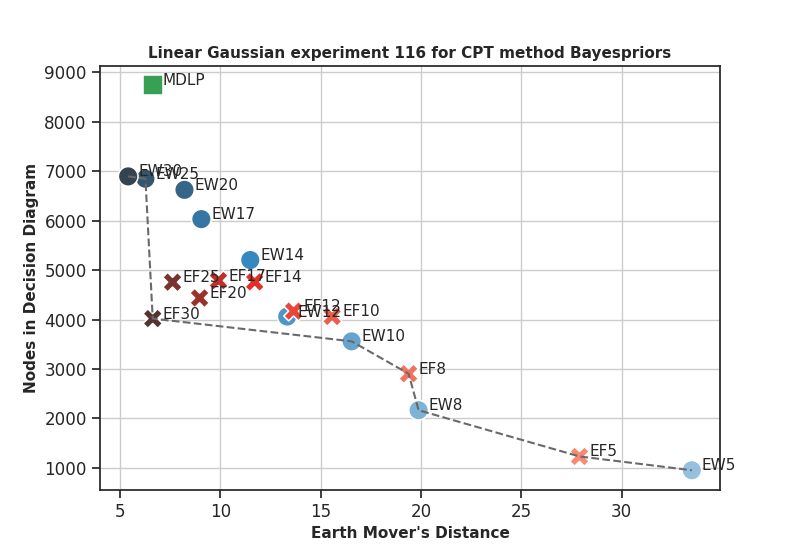 Linear Gaussian experiment 116 for CPT method Bayespriors
9000
8000
7000
6000
5000
4000
3000
2000
1000
Nodes in Decision Diagram
MDLP
EW30
EW25
EW20
EW17
EW14
EF25
EF17
EF14
EF20
EF30
EF12
EW12
EF10
EW10
EF8
EW8
EF5
EW5
5
10
15
20
25
30
Earth Mover's Distance